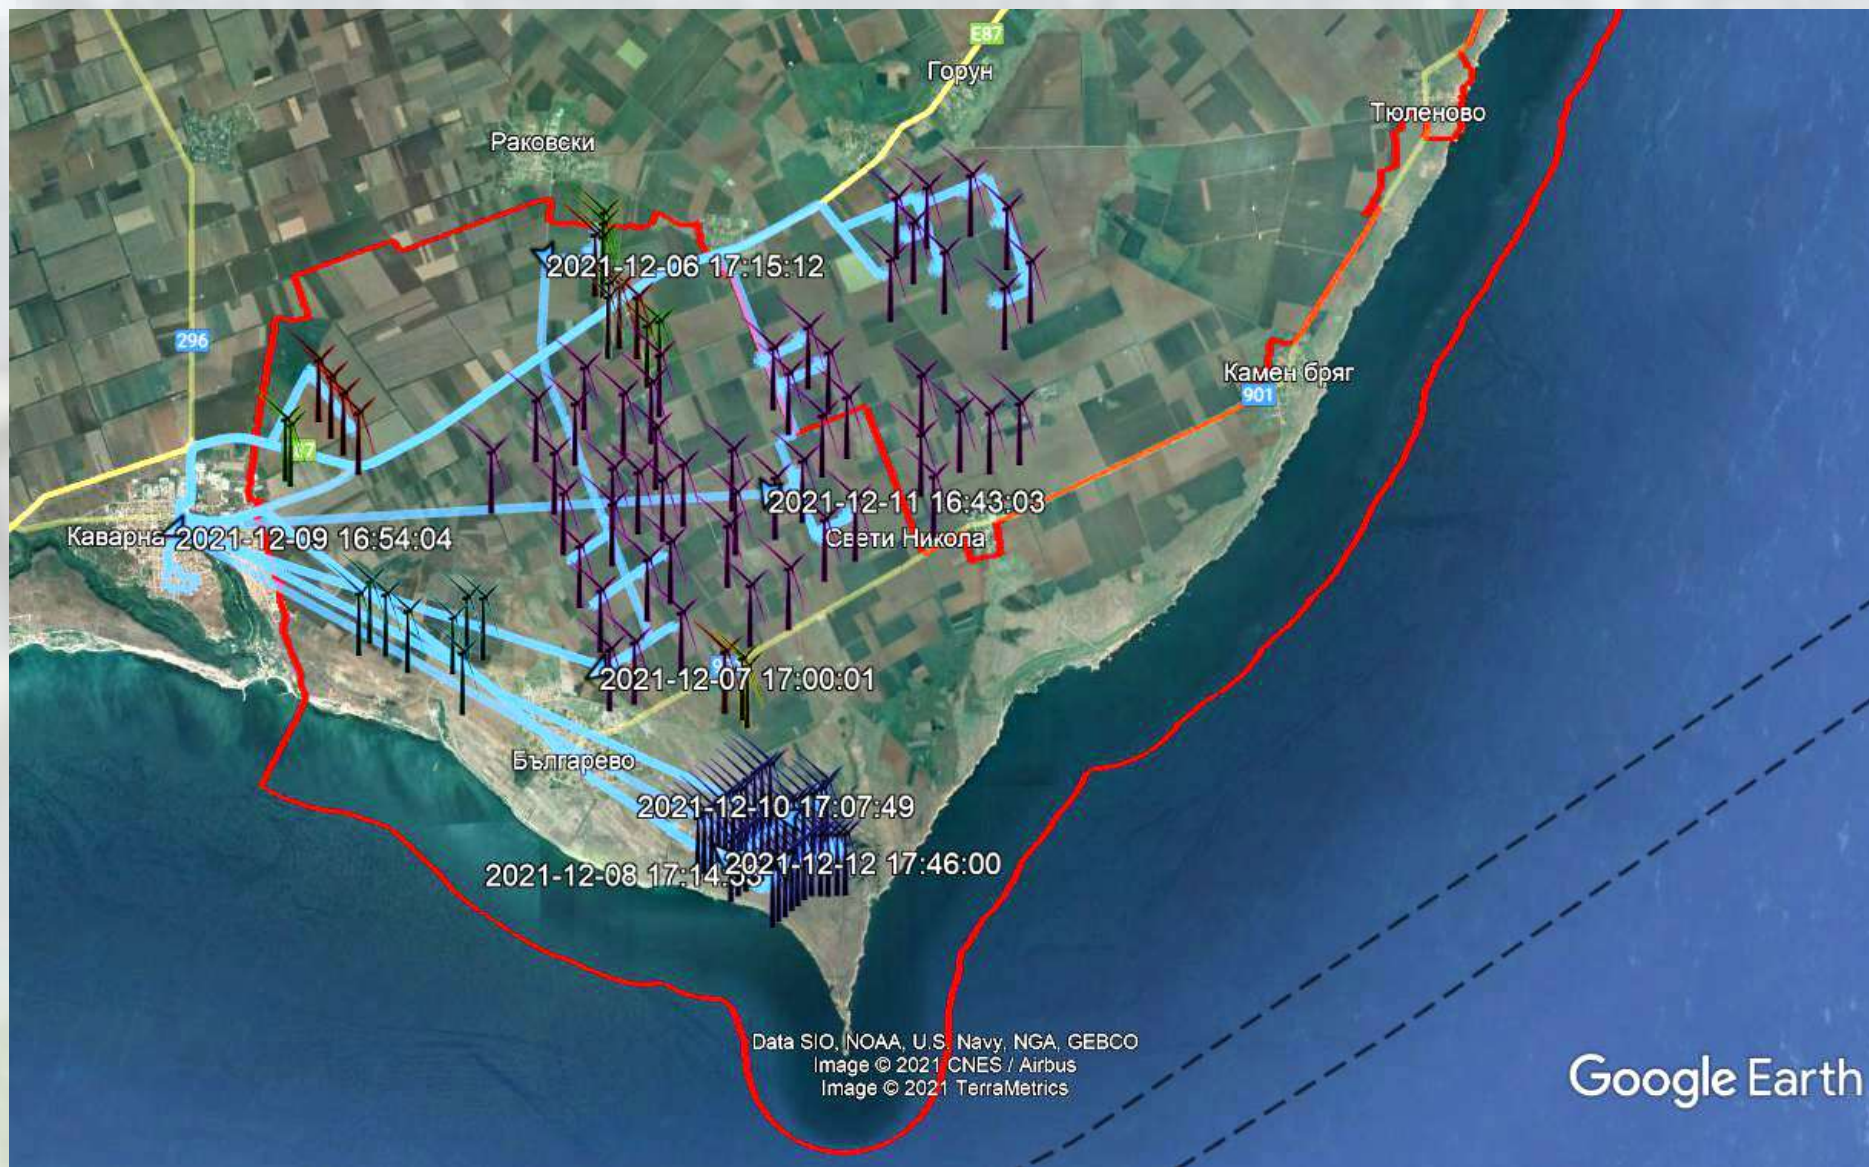 E87
Горун
Тюленово
Раковски
2021-12-06 17:15:12
296
Камен бряг
901
2021-12-11 16:43:03
Каварна
2021-12-09 16:54:04
Свети Никола
2021-12-07 17:00:01
Българево
2021-12-10 17:07:49
2021-12-12 17:46:00
2021-12-08
Data SIO, NOAA, U.S. Navy, NGA, GEBCO
Image © 2021 CNES / Airbus
Image © 2021 TerraMetrics
Google Earth